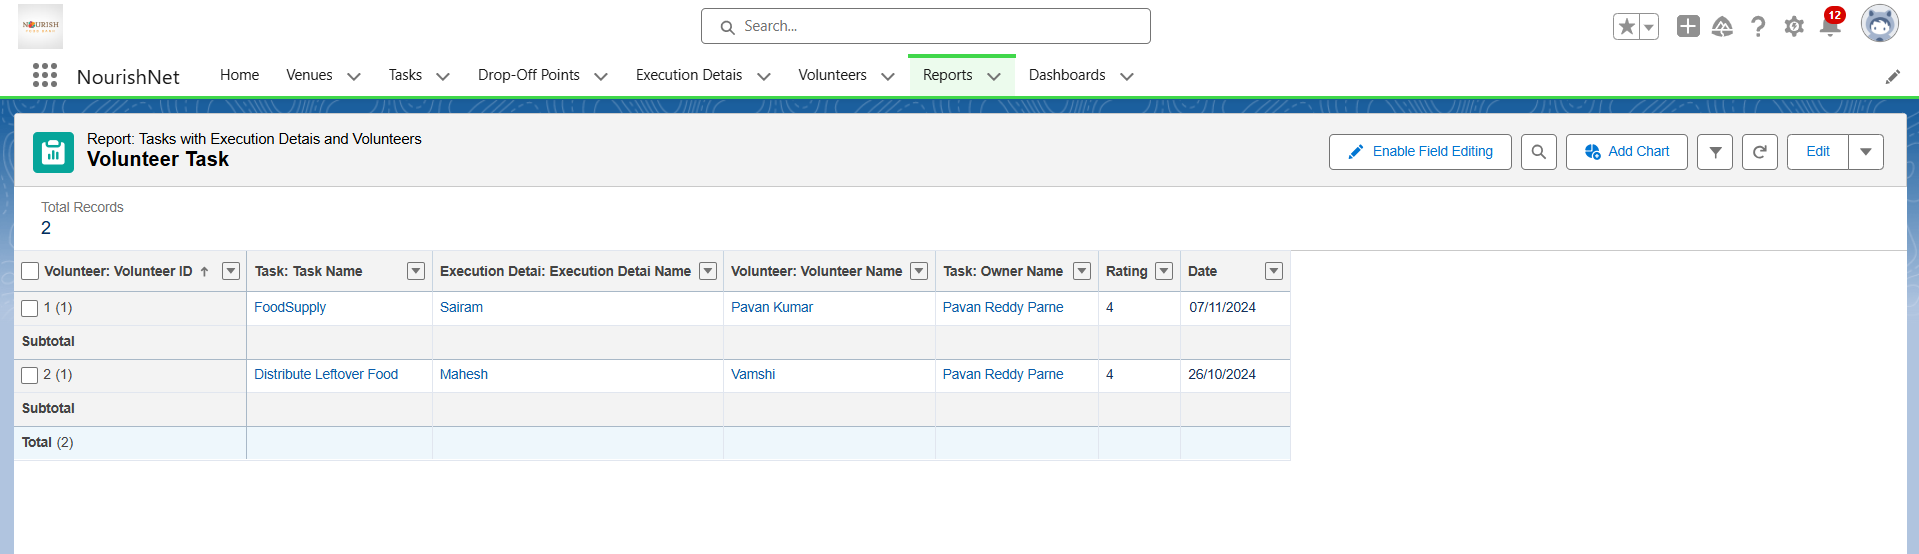 NOURISH
FOOD BANK
Search...
12
NourishNet
Home
Venues
Tasks
Drop-Off Points
Execution Detais
Volunteers
Reports
Dashboards
Report: Tasks with Execution Detais and Volunteers
Volunteer Task
Enable Field Editing
Add Chart
Edit
Total Records
2
Volunteer: Volunteer ID ↑ Task: Task Name Execution Detai: Execution Detai Name Volunteer: Volunteer Name Task: Owner Name Rating Date
1 (1) FoodSupply Sairam Pavan Kumar Pavan Reddy Parne 4 07/11/2024
Subtotal
2 (1) Distribute Leftover Food Mahesh Vamshi Pavan Reddy Parne 4 26/10/2024
Subtotal
Total (2)